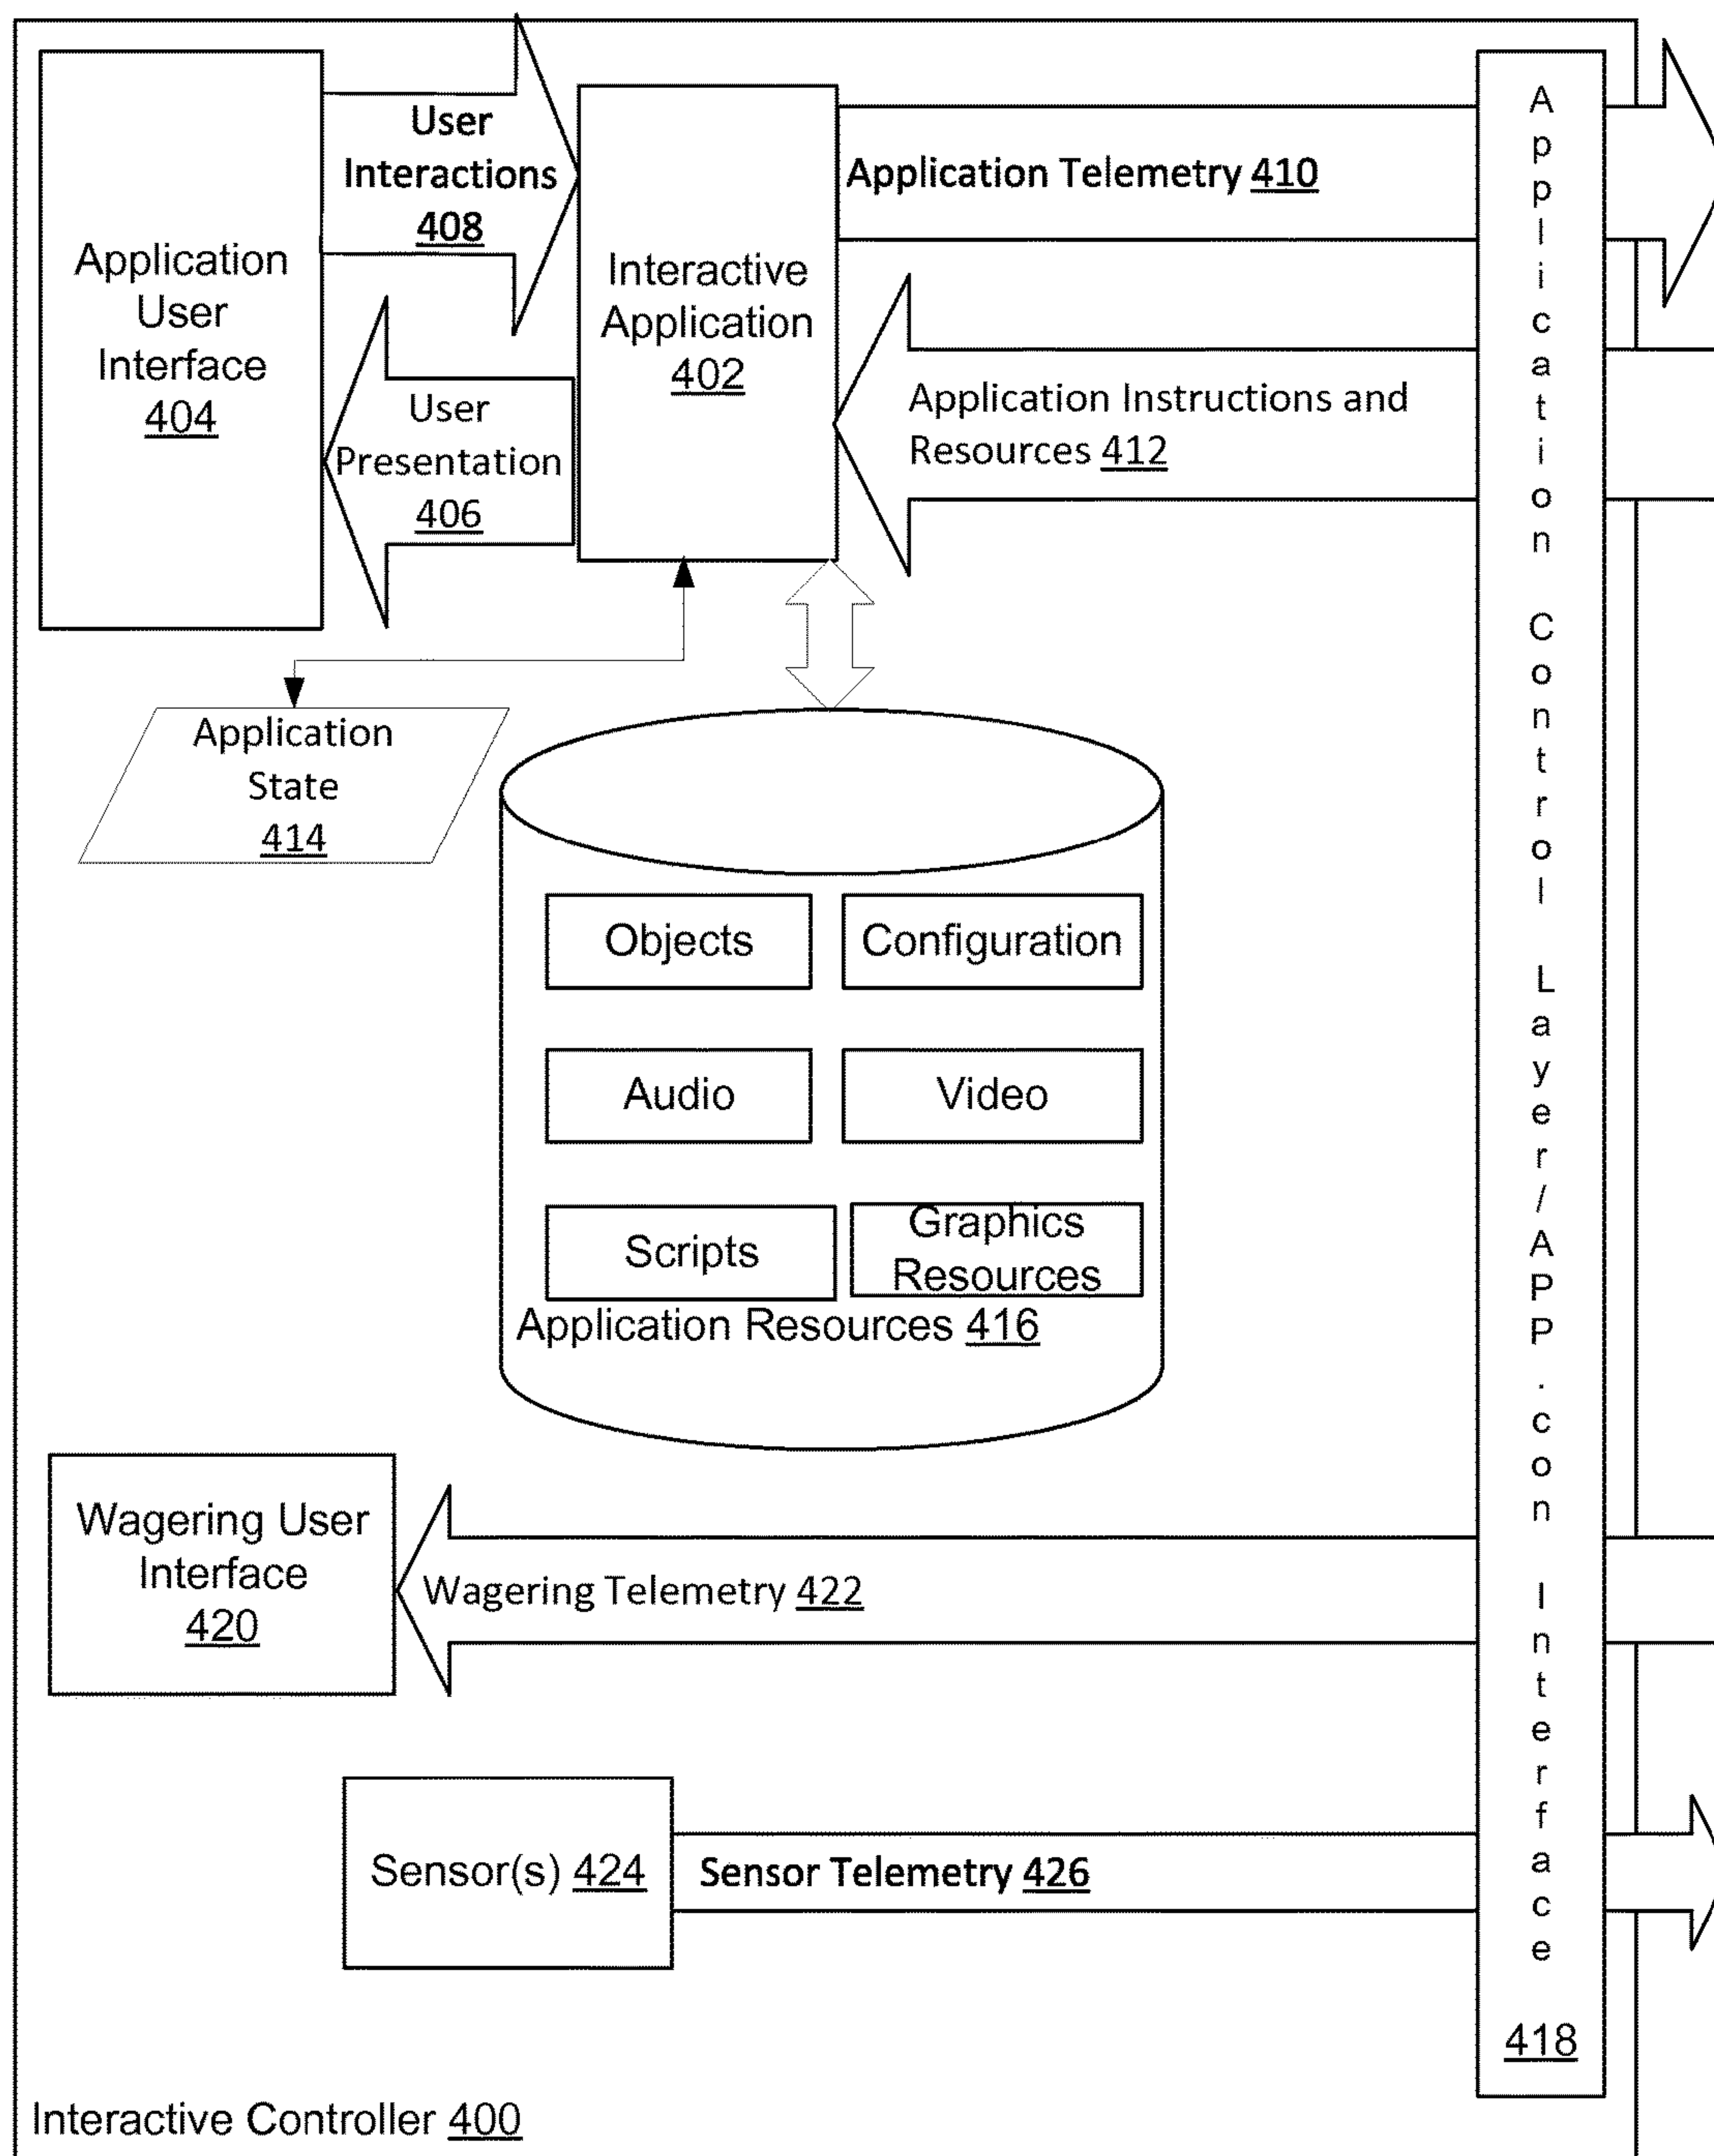 User
Interactions
408
Application
User
Interface
404
Interactive
Application
402
Application Telemetry 410
Application Instructions and
Resources 412
User
Presentation
406
Application
State
414
Objects
Configuration
Audio
Video
Scripts
Graphics
Resources
Application Resources 416
Wagering User
Interface
420
Wagering Telemetry 422
Sensor(s) 424
Sensor Telemetry 426
Application Control Layer/APP.con Interface
418
Interactive Controller 400